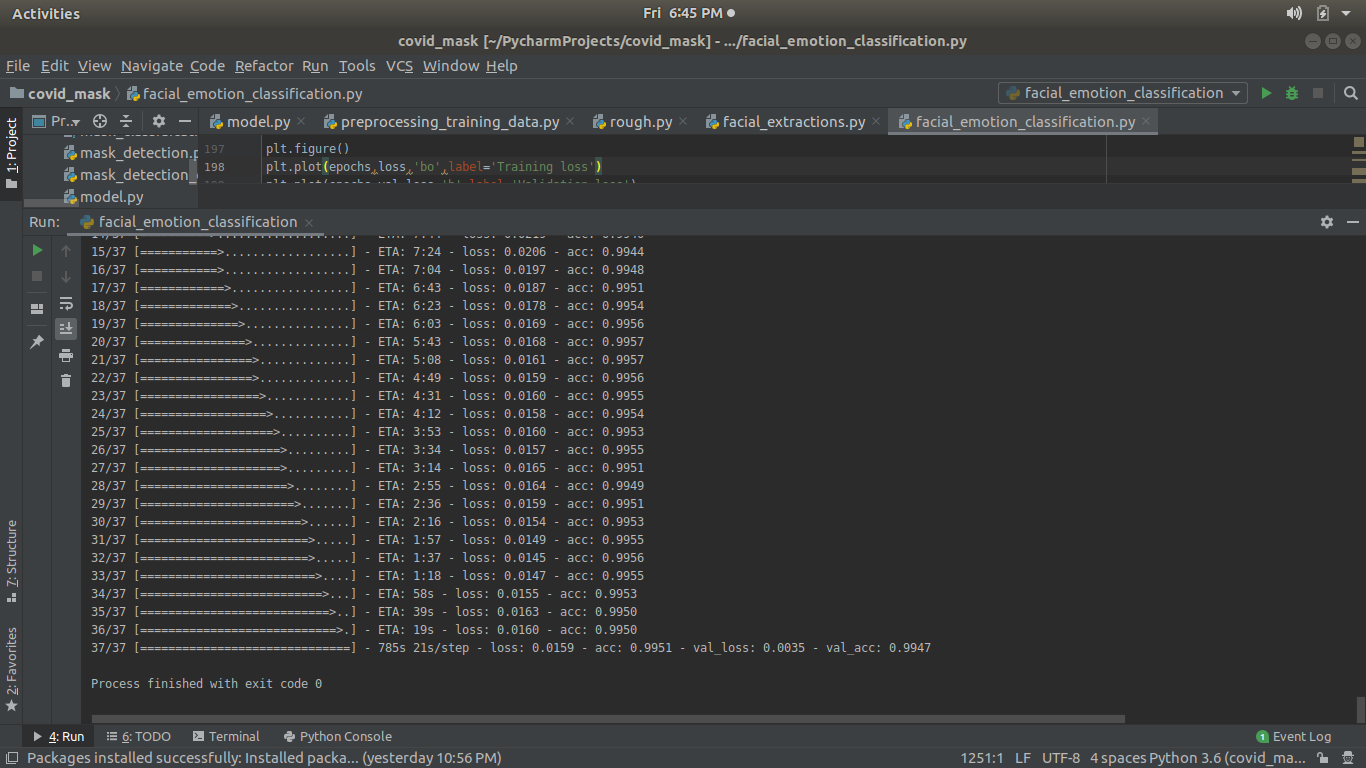 Activities
Fri 6:45 PM
covid_mask [~/PycharmProjects/covid_mask] - .../facial_emotion_classification.py
File Edit View Navigate Code Refactor Run Tools VCS Window Help
covid_mask facial_emotion_classification.py
facial_emotion_classification
1: Project
Pr...
model.py preprocessing_training_data.py rough.py facial_extractions.py facial_emotion_classification.py
mask_detection.p
mask_detection_
model.py
197 plt.figure()
198 plt.plot(epochs,loss,'bo',label='Training loss')
Run: facial_emotion_classification
15/37 [===========>..................] - ETA: 7:24 - loss: 0.0206 - acc: 0.9944
16/37 [===========>..................] - ETA: 7:04 - loss: 0.0197 - acc: 0.9948
17/37 [============>.................] - ETA: 6:43 - loss: 0.0187 - acc: 0.9951
18/37 [=============>................] - ETA: 6:23 - loss: 0.0178 - acc: 0.9954
19/37 [==============>...............] - ETA: 6:03 - loss: 0.0169 - acc: 0.9956
20/37 [===============>..............] - ETA: 5:43 - loss: 0.0168 - acc: 0.9957
21/37 [================>.............] - ETA: 5:08 - loss: 0.0161 - acc: 0.9957
22/37 [================>.............] - ETA: 4:49 - loss: 0.0159 - acc: 0.9956
23/37 [=================>............] - ETA: 4:31 - loss: 0.0160 - acc: 0.9955
24/37 [==================>...........] - ETA: 4:12 - loss: 0.0158 - acc: 0.9954
25/37 [===================>..........] - ETA: 3:53 - loss: 0.0160 - acc: 0.9953
26/37 [====================>.........] - ETA: 3:34 - loss: 0.0157 - acc: 0.9955
27/37 [====================>.........] - ETA: 3:14 - loss: 0.0165 - acc: 0.9951
28/37 [=====================>........] - ETA: 2:55 - loss: 0.0164 - acc: 0.9949
29/37 [======================>.......] - ETA: 2:36 - loss: 0.0159 - acc: 0.9951
30/37 [=======================>......] - ETA: 2:16 - loss: 0.0154 - acc: 0.9953
31/37 [========================>.....] - ETA: 1:57 - loss: 0.0149 - acc: 0.9955
32/37 [========================>.....] - ETA: 1:37 - loss: 0.0145 - acc: 0.9956
33/37 [=========================>....] - ETA: 1:18 - loss: 0.0147 - acc: 0.9955
34/37 [==========================>...] - ETA: 58s - loss: 0.0155 - acc: 0.9953
35/37 [===========================>..] - ETA: 39s - loss: 0.0163 - acc: 0.9950
36/37 [============================>.] - ETA: 19s - loss: 0.0160 - acc: 0.9950
37/37 [==============================] - 785s 21s/step - loss: 0.0159 - acc: 0.9951 - val_loss: 0.0035 - val_acc: 0.9947
Process finished with exit code 0
7: Structure
2: Favorites
4: Run 6: TODO Terminal Python Console
1 Event Log
Packages installed successfully: Installed packa... (yesterday 10:56 PM)
1251:1 LF UTF-8 4 spaces Python 3.6 (covid_ma...